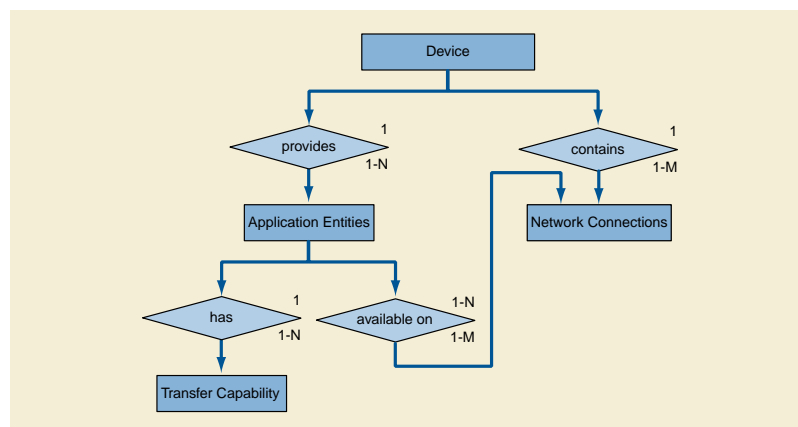 Device
provides
1
1-N
contains
1
1-M
Application Entities
Network Connections
has
1
1-N
available on
1-N
1-M
Transfer Capability